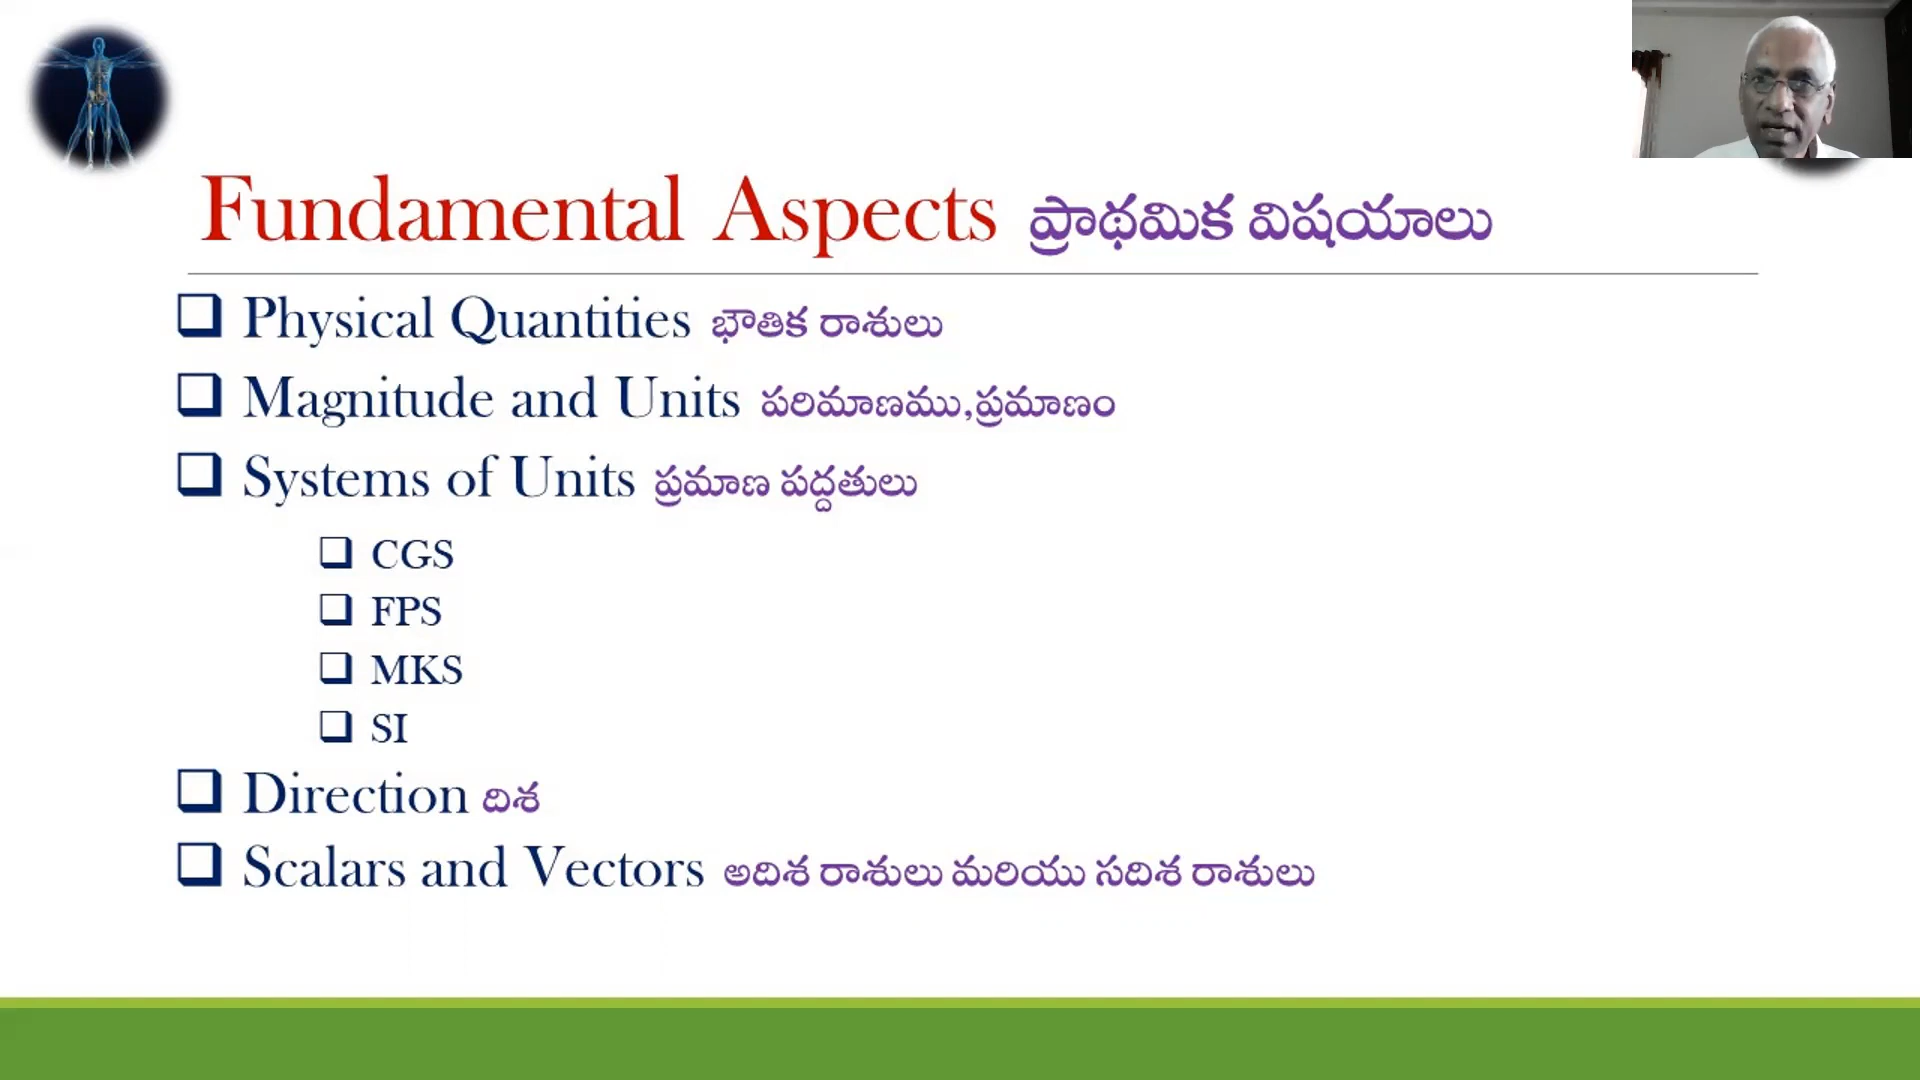 Fundamental Aspects ప్రాథమిక విషయాలు
Physical Quantities భౌతిక రాశులు
Magnitude and Units పరిమాణము,ప్రమాణం
Systems of Units ప్రమాణ పద్దతులు
CGS
FPS
MKS
SI
Direction దిశ
Scalars and Vectors అదిశ రాశులు మరియు సదిశ రాశులు